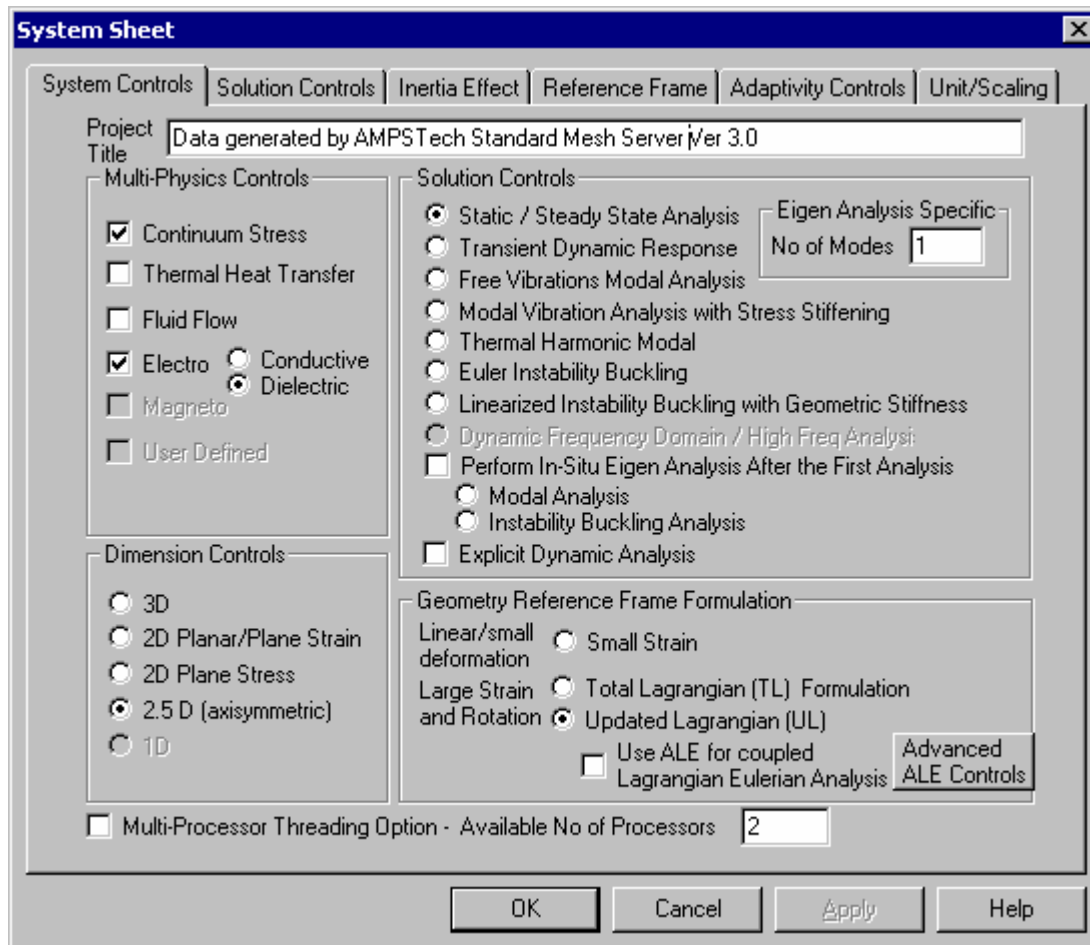 System Sheet
System Controls
Solution Controls
Inertia Effect
Reference Frame
Adaptivity Controls
Unit/Scaling
Project
Title
Data generated by AMPSTech Standard Mesh Server Ver 3.0
Multi-Physics Controls
Continuum Stress
Thermal Heat Transfer
Fluid Flow
Electro
Conductive
Dielectric
Magneto
User Defined
Solution Controls
Static / Steady State Analysis
Transient Dynamic Response
Free Vibrations Modal Analysis
Modal Vibration Analysis with Stress Stiffening
Thermal Harmonic Modal
Euler Instability Buckling
Linearized Instability Buckling with Geometric Stiffness
Dynamic Frequency Domain / High Freq Analysi
Perform In-Situ Eigen Analysis After the First Analysis
Modal Analysis
Instability Buckling Analysis
Explicit Dynamic Analysis
Eigen Analysis Specific
No of Modes 1
Dimension Controls
3D
2D Planar/Plane Strain
2D Plane Stress
2.5 D (axisymmetric)
1D
Geometry Reference Frame Formulation
Linear/small
deformation
Small Strain
Large Strain
and Rotation
Total Lagrangian (TL) Formulation
Updated Lagrangian (UL)
Use ALE for coupled
Lagrangian Eulerian Analysis
Advanced
ALE Controls
Multi-Processor Threading Option - Available No of Processors 2
OK
Cancel
Apply
Help